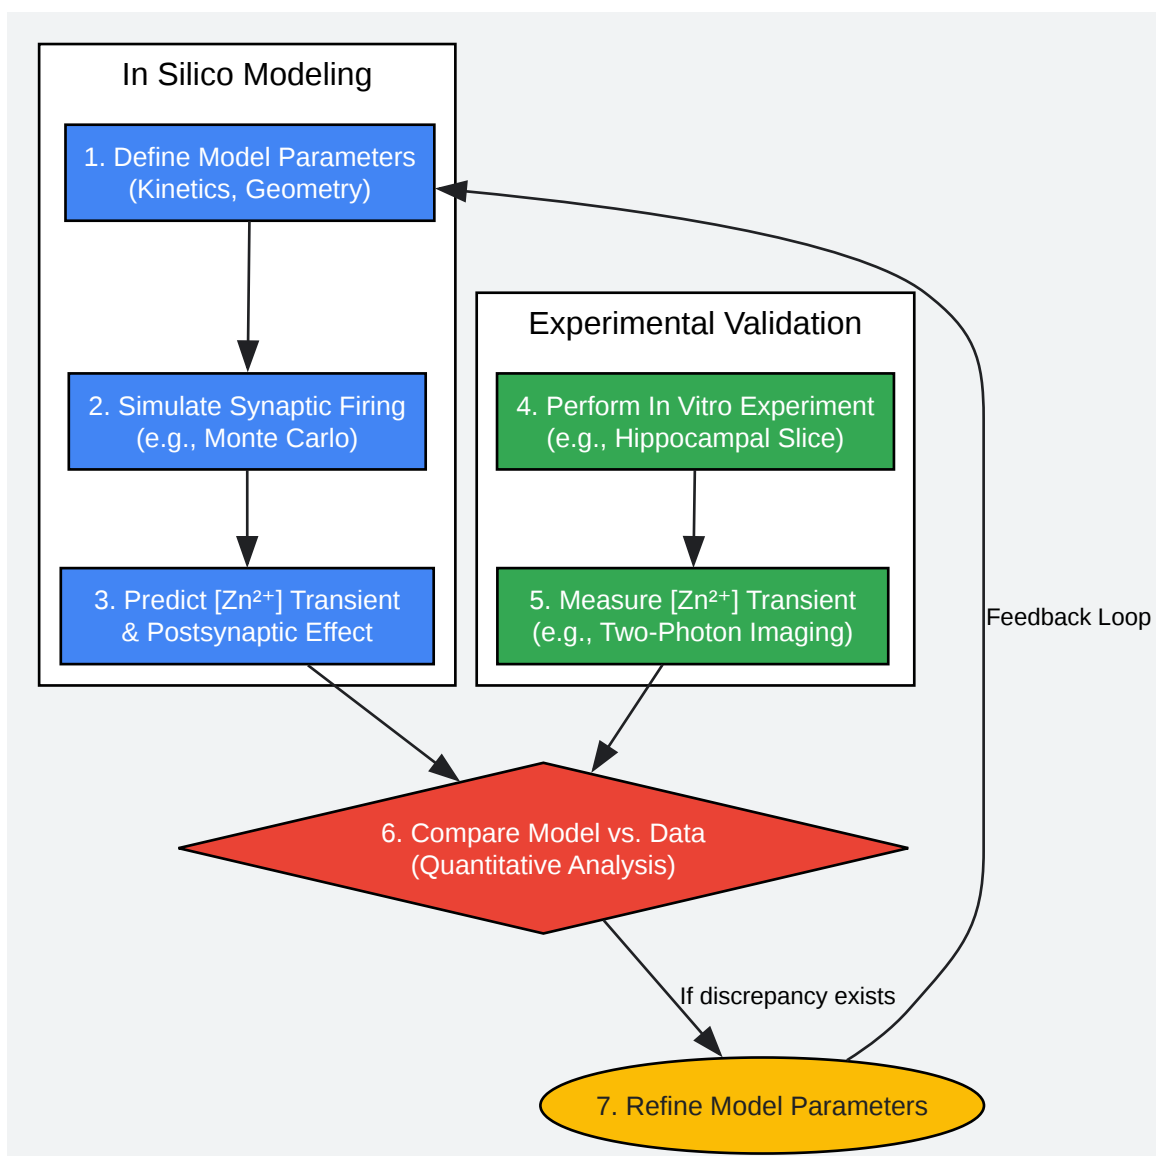 In Silico Modeling
1. Define Model Parameters
(Kinetics, Geometry)
2. Simulate Synaptic Firing
(e.g., Monte Carlo)
3. Predict [Zn²⁺] Transient
& Postsynaptic Effect
Experimental Validation
4. Perform In Vitro Experiment
(e.g., Hippocampal Slice)
5. Measure [Zn²⁺] Transient
(e.g., Two-Photon Imaging)
Feedback Loop
6. Compare Model vs. Data
(Quantitative Analysis)
If discrepancy exists
7. Refine Model Parameters